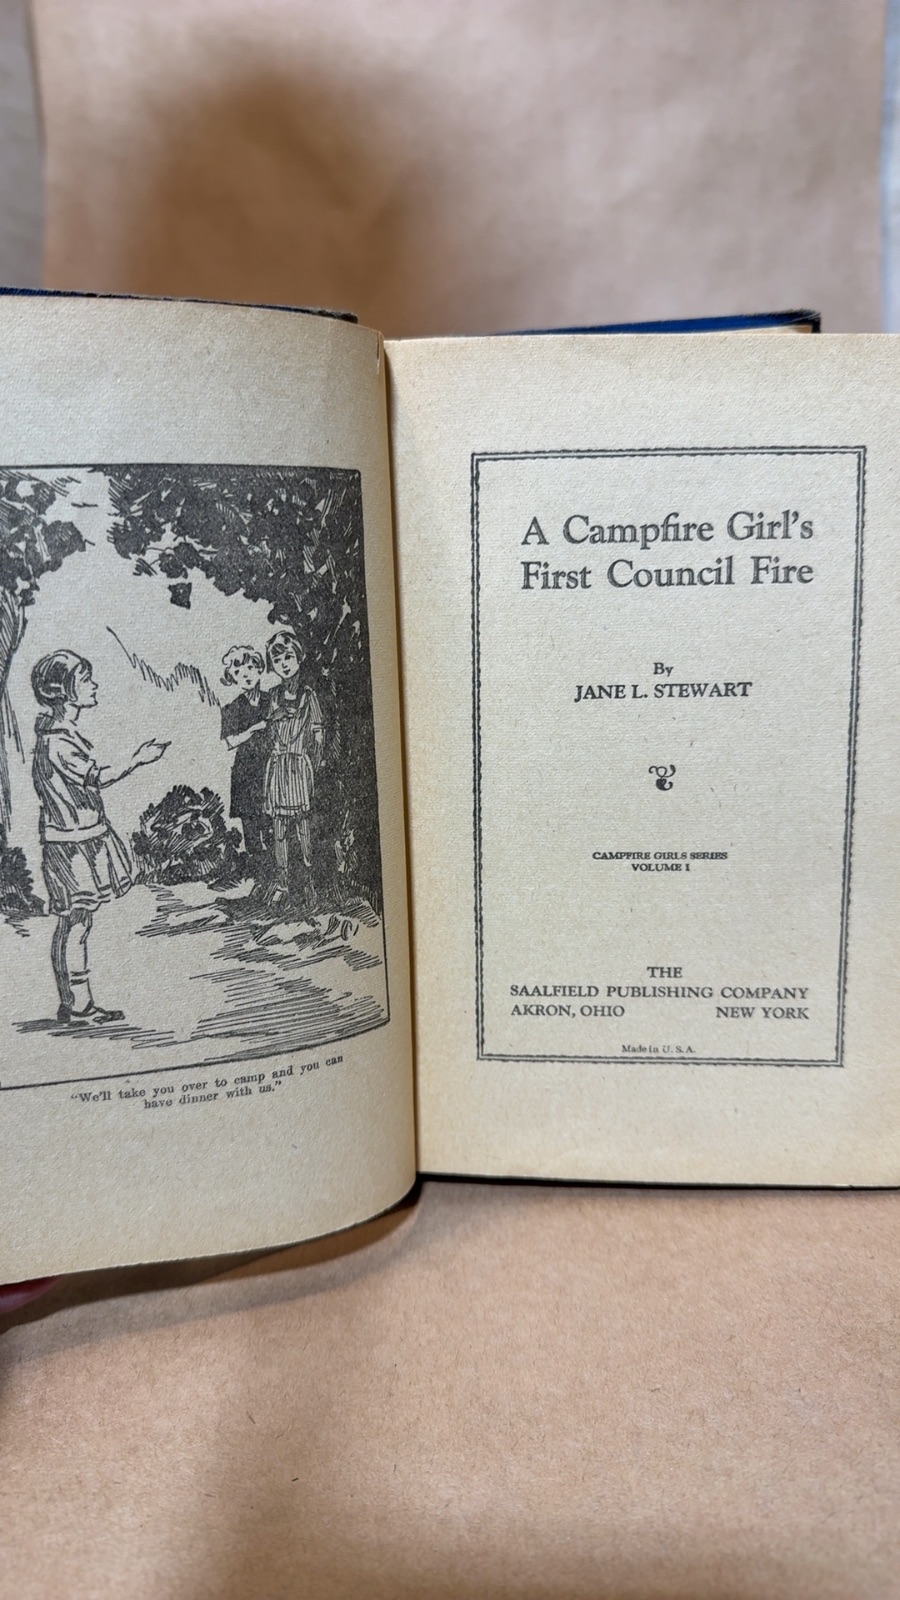 "We'll take you over to camp and you can
have dinner with us."
A Campfire Girl's
First Council Fire
By
JANE L. STEWART
CAMPFIRE GIRLS SERIES
VOLUME I
THE
SAALFIELD PUBLISHING COMPANY
AKRON, OHIO NEW YORK
Made in U. S. A.